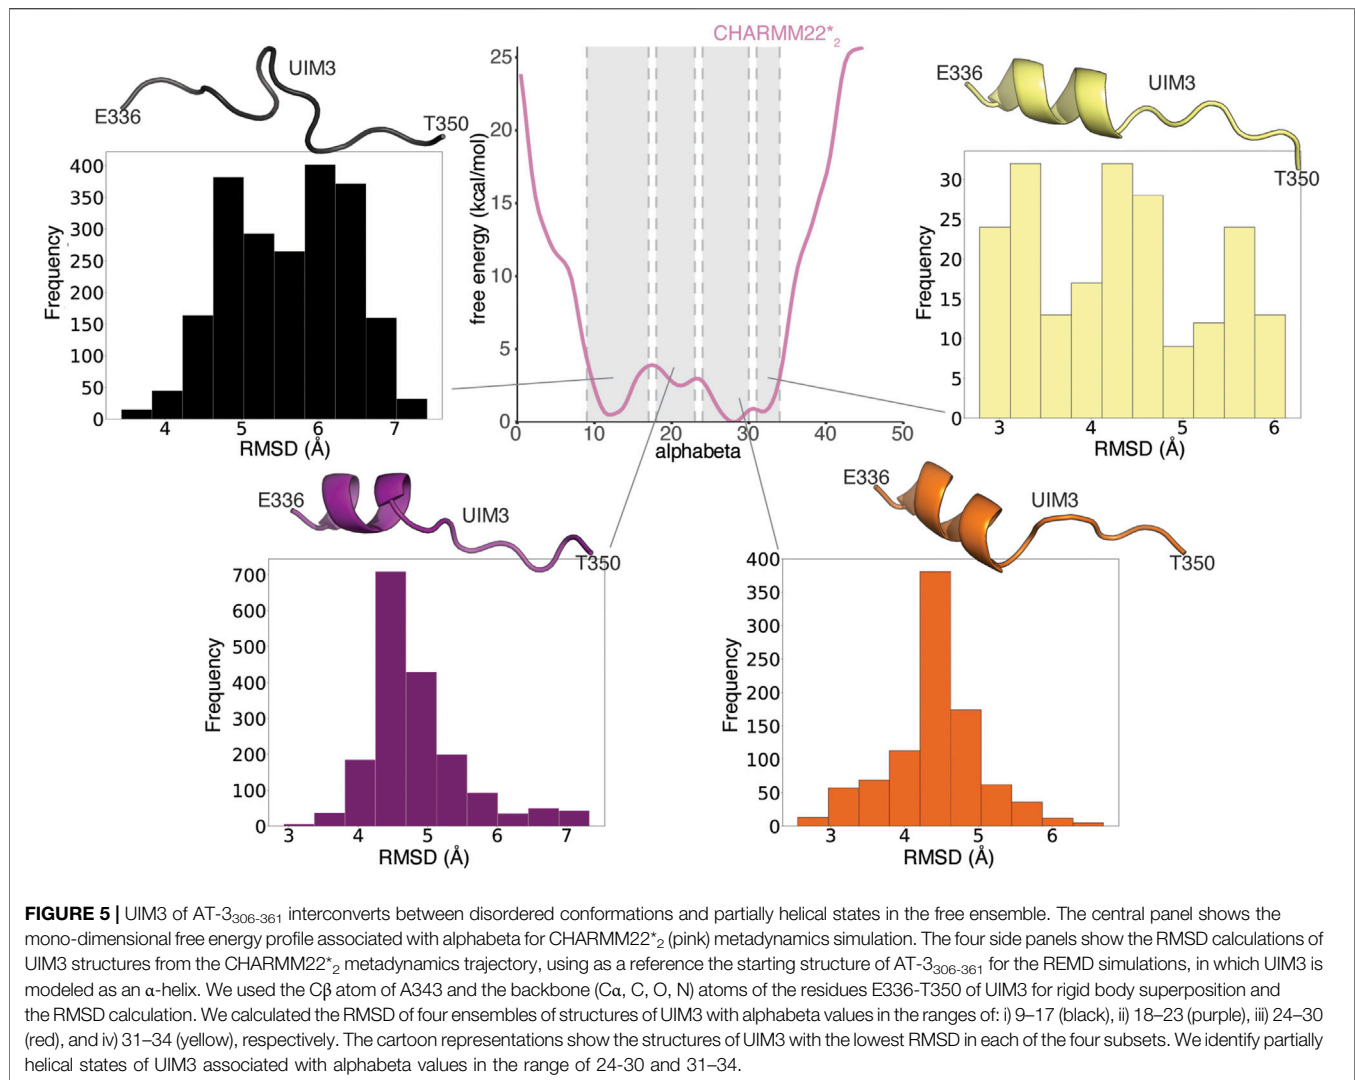 CHARMM22*2
UIM3
E336
T350
400
350
300
250
200
150
100
50
0
Frequency
4 5 6 7
RMSD (Å)
25
20
15
10
5
0
free energy (kcal/mol)
0 10 20 30 40 50
alphabeta
E336
UIM3
T350
30
25
20
15
10
5
0
Frequency
3 4 5 6
RMSD (Å)
E336
UIM3
T350
700
600
500
400
300
200
100
0
Frequency
3 4 5 6 7
RMSD (Å)
E336
UIM3
T350
400
350
300
250
200
150
100
50
0
Frequency
3 4 5 6
RMSD (Å)
FIGURE 5 | UIM3 of AT-3306-361 interconverts between disordered conformations and partially helical states in the free ensemble. The central panel shows the
mono-dimensional free energy profile associated with alphabeta for CHARMM22*2 (pink) metadynamics simulation. The four side panels show the RMSD calculations of
UIM3 structures from the CHARMM22*2 metadynamics trajectory, using as a reference the starting structure of AT-3306-361 for the REMD simulations, in which UIM3 is
modeled as an α-helix. We used the Cβ atom of A343 and the backbone (Cα, C, O, N) atoms of the residues E336-T350 of UIM3 for rigid body superposition and
the RMSD calculation. We calculated the RMSD of four ensembles of structures of UIM3 with alphabeta values in the ranges of: i) 9–17 (black), ii) 18–23 (purple), iii) 24–30
(red), and iv) 31–34 (yellow), respectively. The cartoon representations show the structures of UIM3 with the lowest RMSD in each of the four subsets. We identify partially
helical states of UIM3 associated with alphabeta values in the range of 24-30 and 31–34.